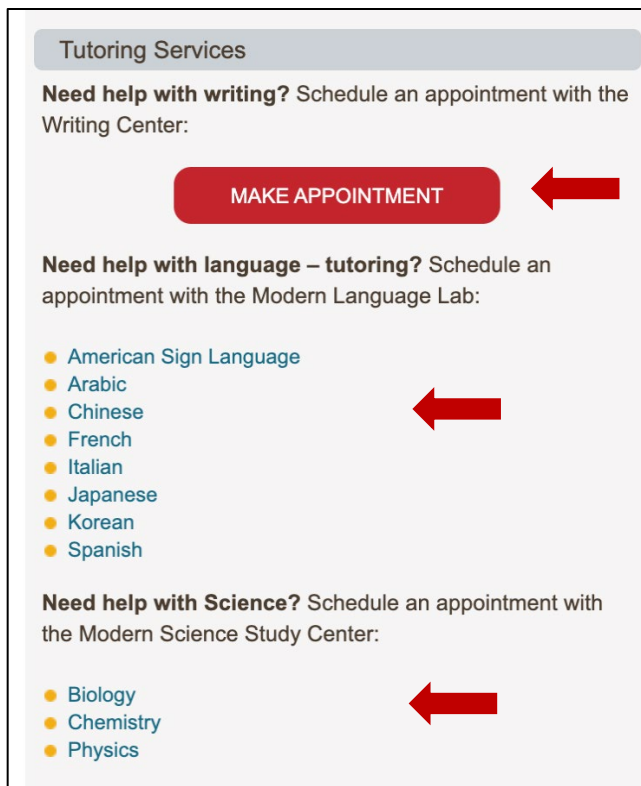 Tutoring Services
Need help with writing? Schedule an appointment with the
Writing Center:
MAKE APPOINTMENT
Need help with language – tutoring? Schedule an
appointment with the Modern Language Lab:
American Sign Language
Arabic
Chinese
French
Italian
Japanese
Korean
Spanish
Need help with Science? Schedule an appointment with
the Modern Science Study Center:
Biology
Chemistry
Physics